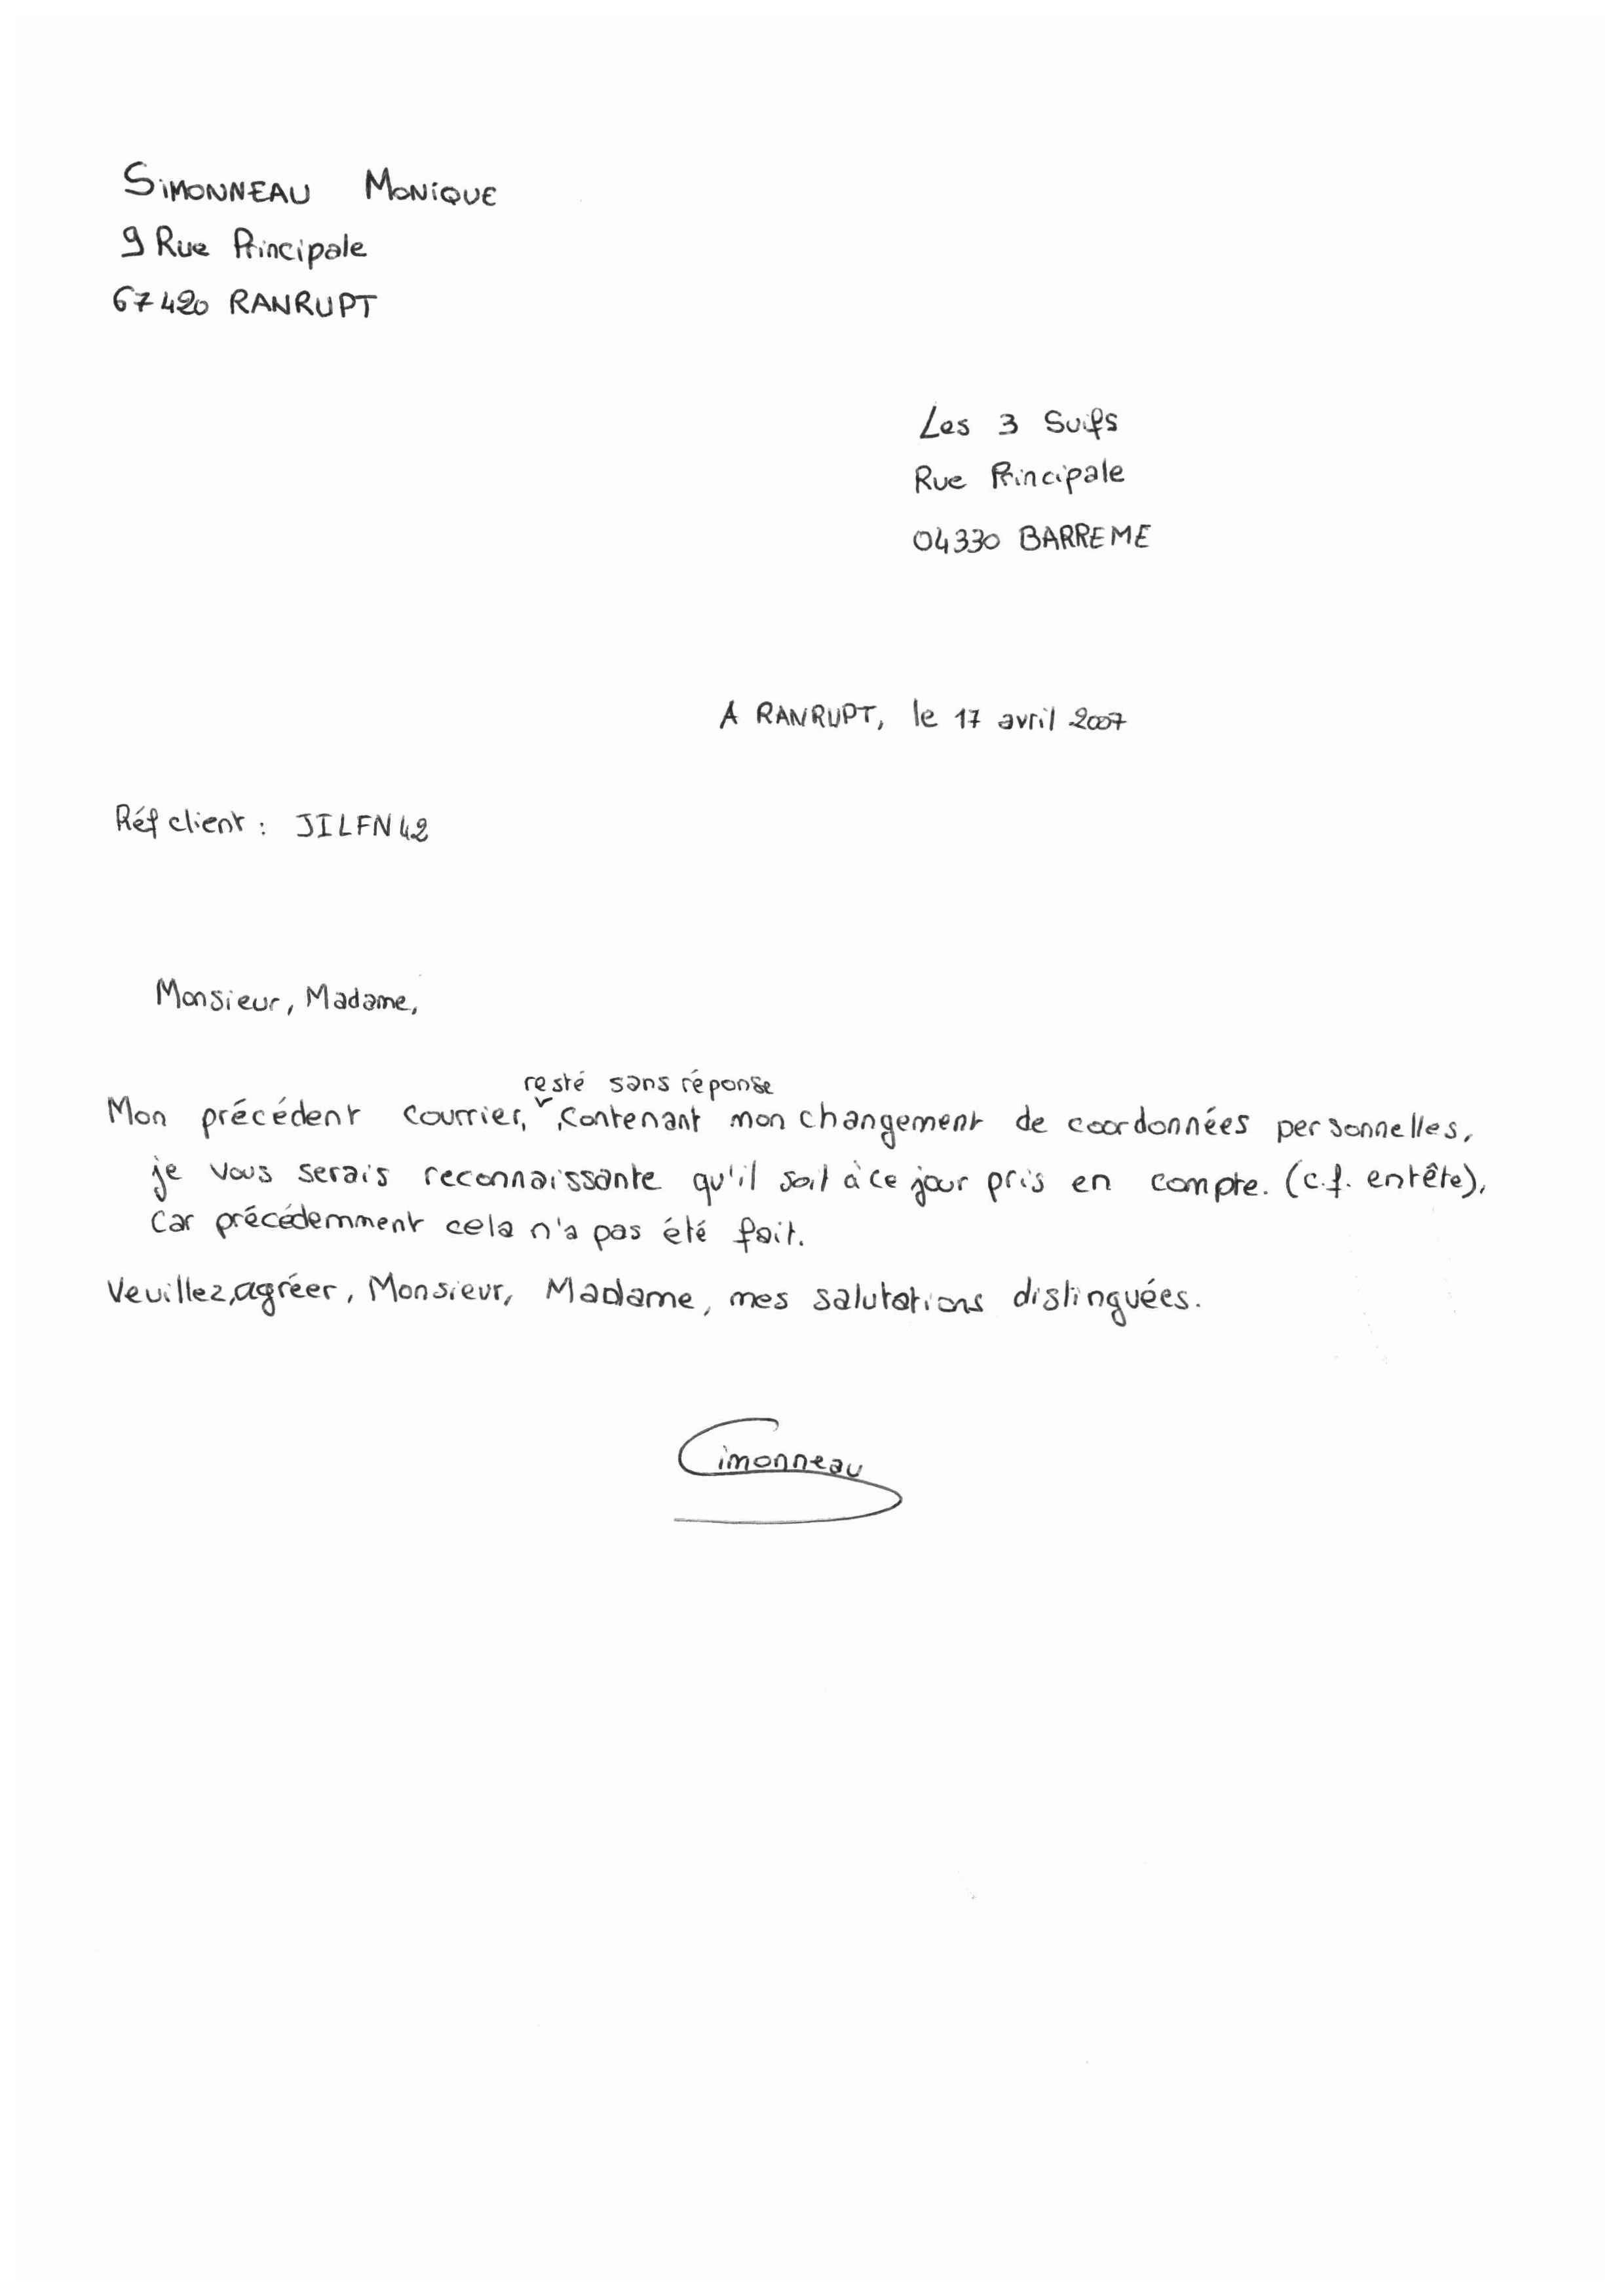 SIMONNEAU MONIQUE
9 Rue Principale
67420 RANRUPT
Les 3 Suifs
Rue Principale
04330 BARREME
A RANRUPT, le 17 avril 2007
Réf client : JILFN42
Monsieur, Madame,
resté sans réponse
Mon précédent courrier, contenant mon changement de coordonnées personnelles,
je vous serais reconnaissante qu'il soit à ce jour pris en compte. (c.f. entête),
car précédemment cela n'a pas été fait.
Veuillez, agréer, Monsieur, Madame, mes salutations distinguées.
Simonneau